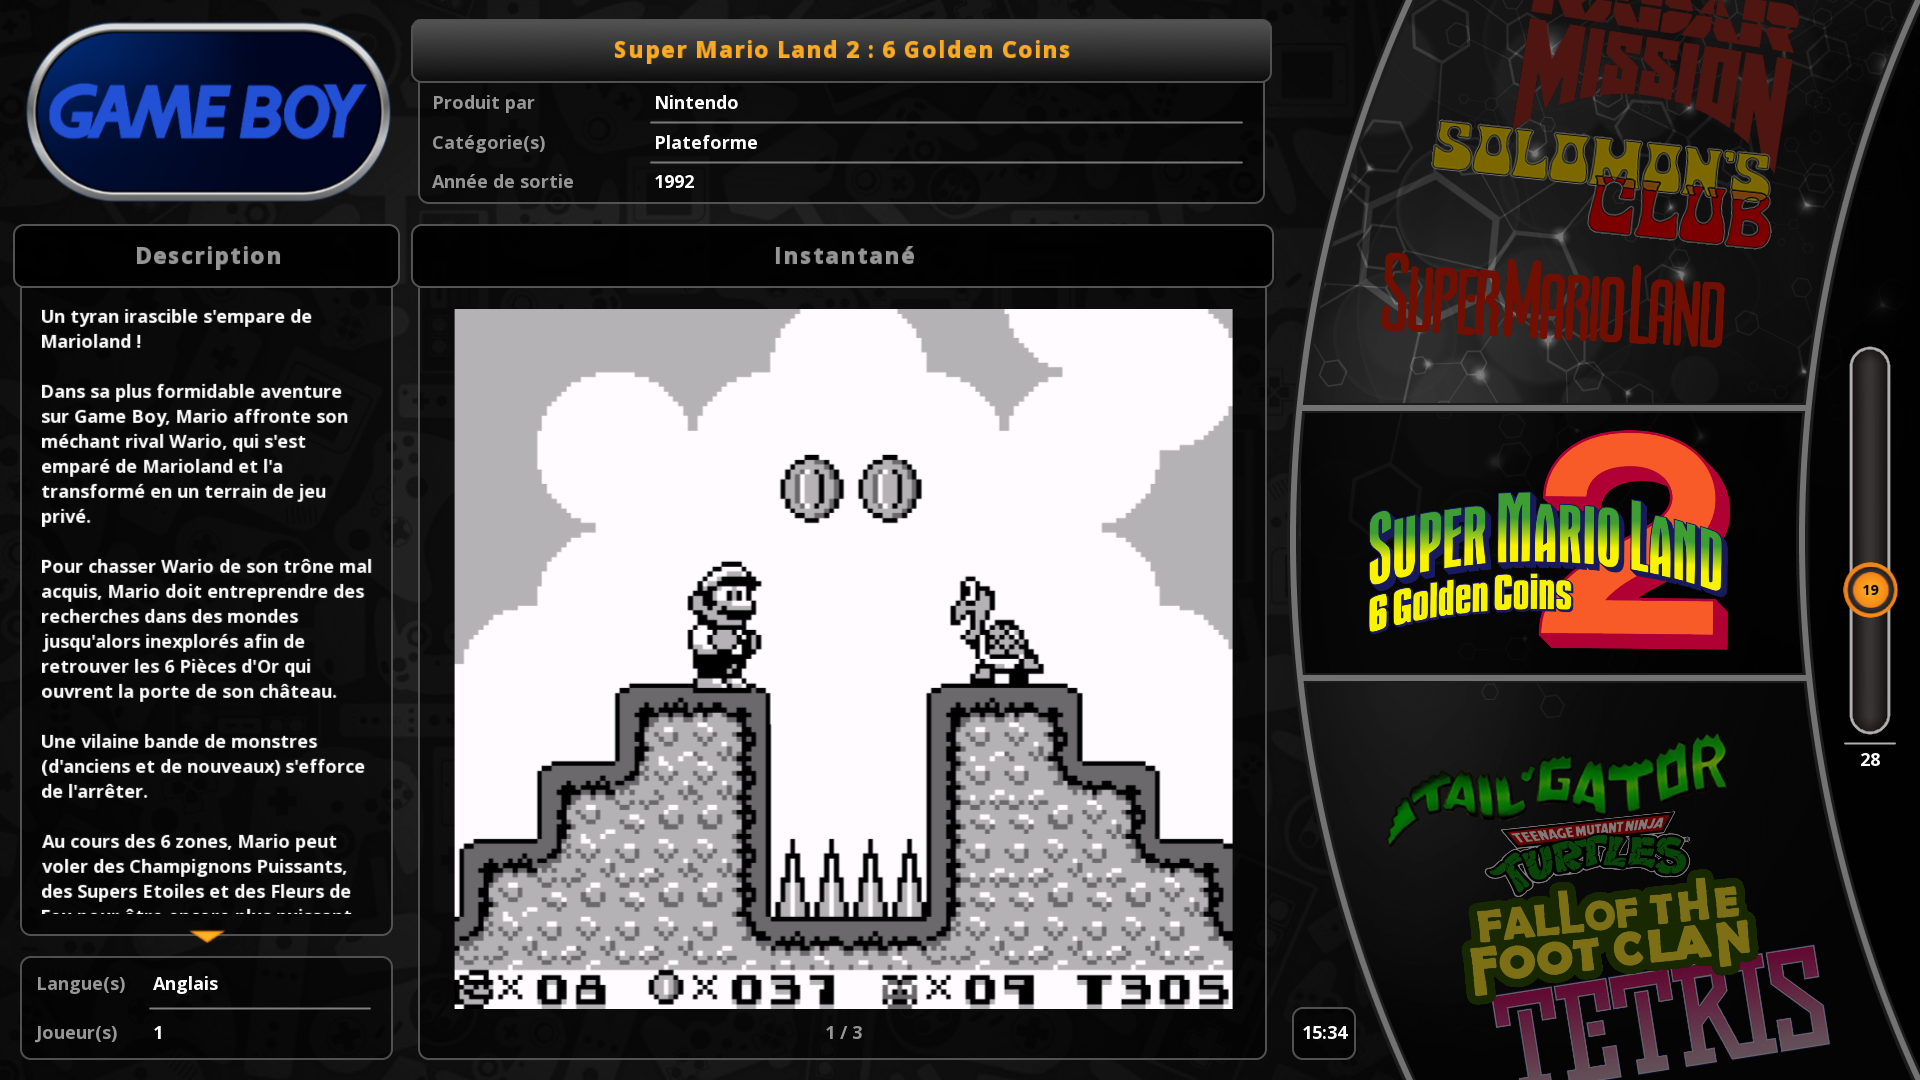 GAME BOY
Super Mario Land 2 : 6 Golden Coins
Produit par
Nintendo
Catégorie(s)
Plateforme
Année de sortie
1992
Description
Un tyran irascible s'empare de
Marioland !
Dans sa plus formidable aventure
sur Game Boy, Mario affronte son
méchant rival Wario, qui s'est
emparé de Marioland et l'a
transformé en un terrain de jeu
privé.
Pour chasser Wario de son trône mal
acquis, Mario doit entreprendre des
recherches dans des mondes
jusqu'alors inexplorés afin de
retrouver les 6 Pièces d'Or qui
ouvrent la porte de son château.
Une vilaine bande de monstres
(d'anciens et de nouveaux) s'efforce
de l'arrêter.
Au cours des 6 zones, Mario peut
voler des Champignons Puissants,
des Supers Etoiles et des Fleurs de
Langue(s)
Anglais
Joueur(s)
1
Instantané
×08 ×037 ×09 T305
1 / 3
15:34
MISSION
SOLOMON'S
CLUB
SUPER MARIO LAND
2
SUPER MARIO LAND
6 Golden Coins
TAIL'GATOR
TEENAGE MUTANT NINJA
TURTLES
FALL OF THE
FOOT CLAN
TETRIS
19
28